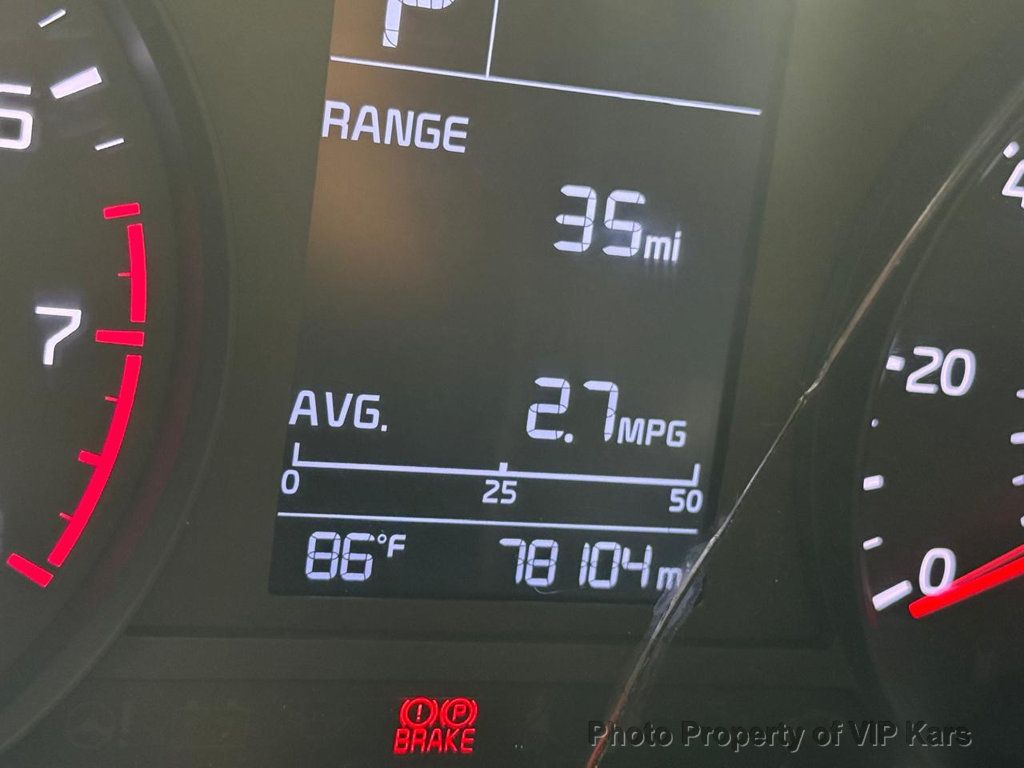 P
6
RANGE
35mi
7
20
AVG. 2.7MPG
0 25 50
86°F 78104mi
0
(!) (P)
BRAKE
Photo Property of VIP Kars